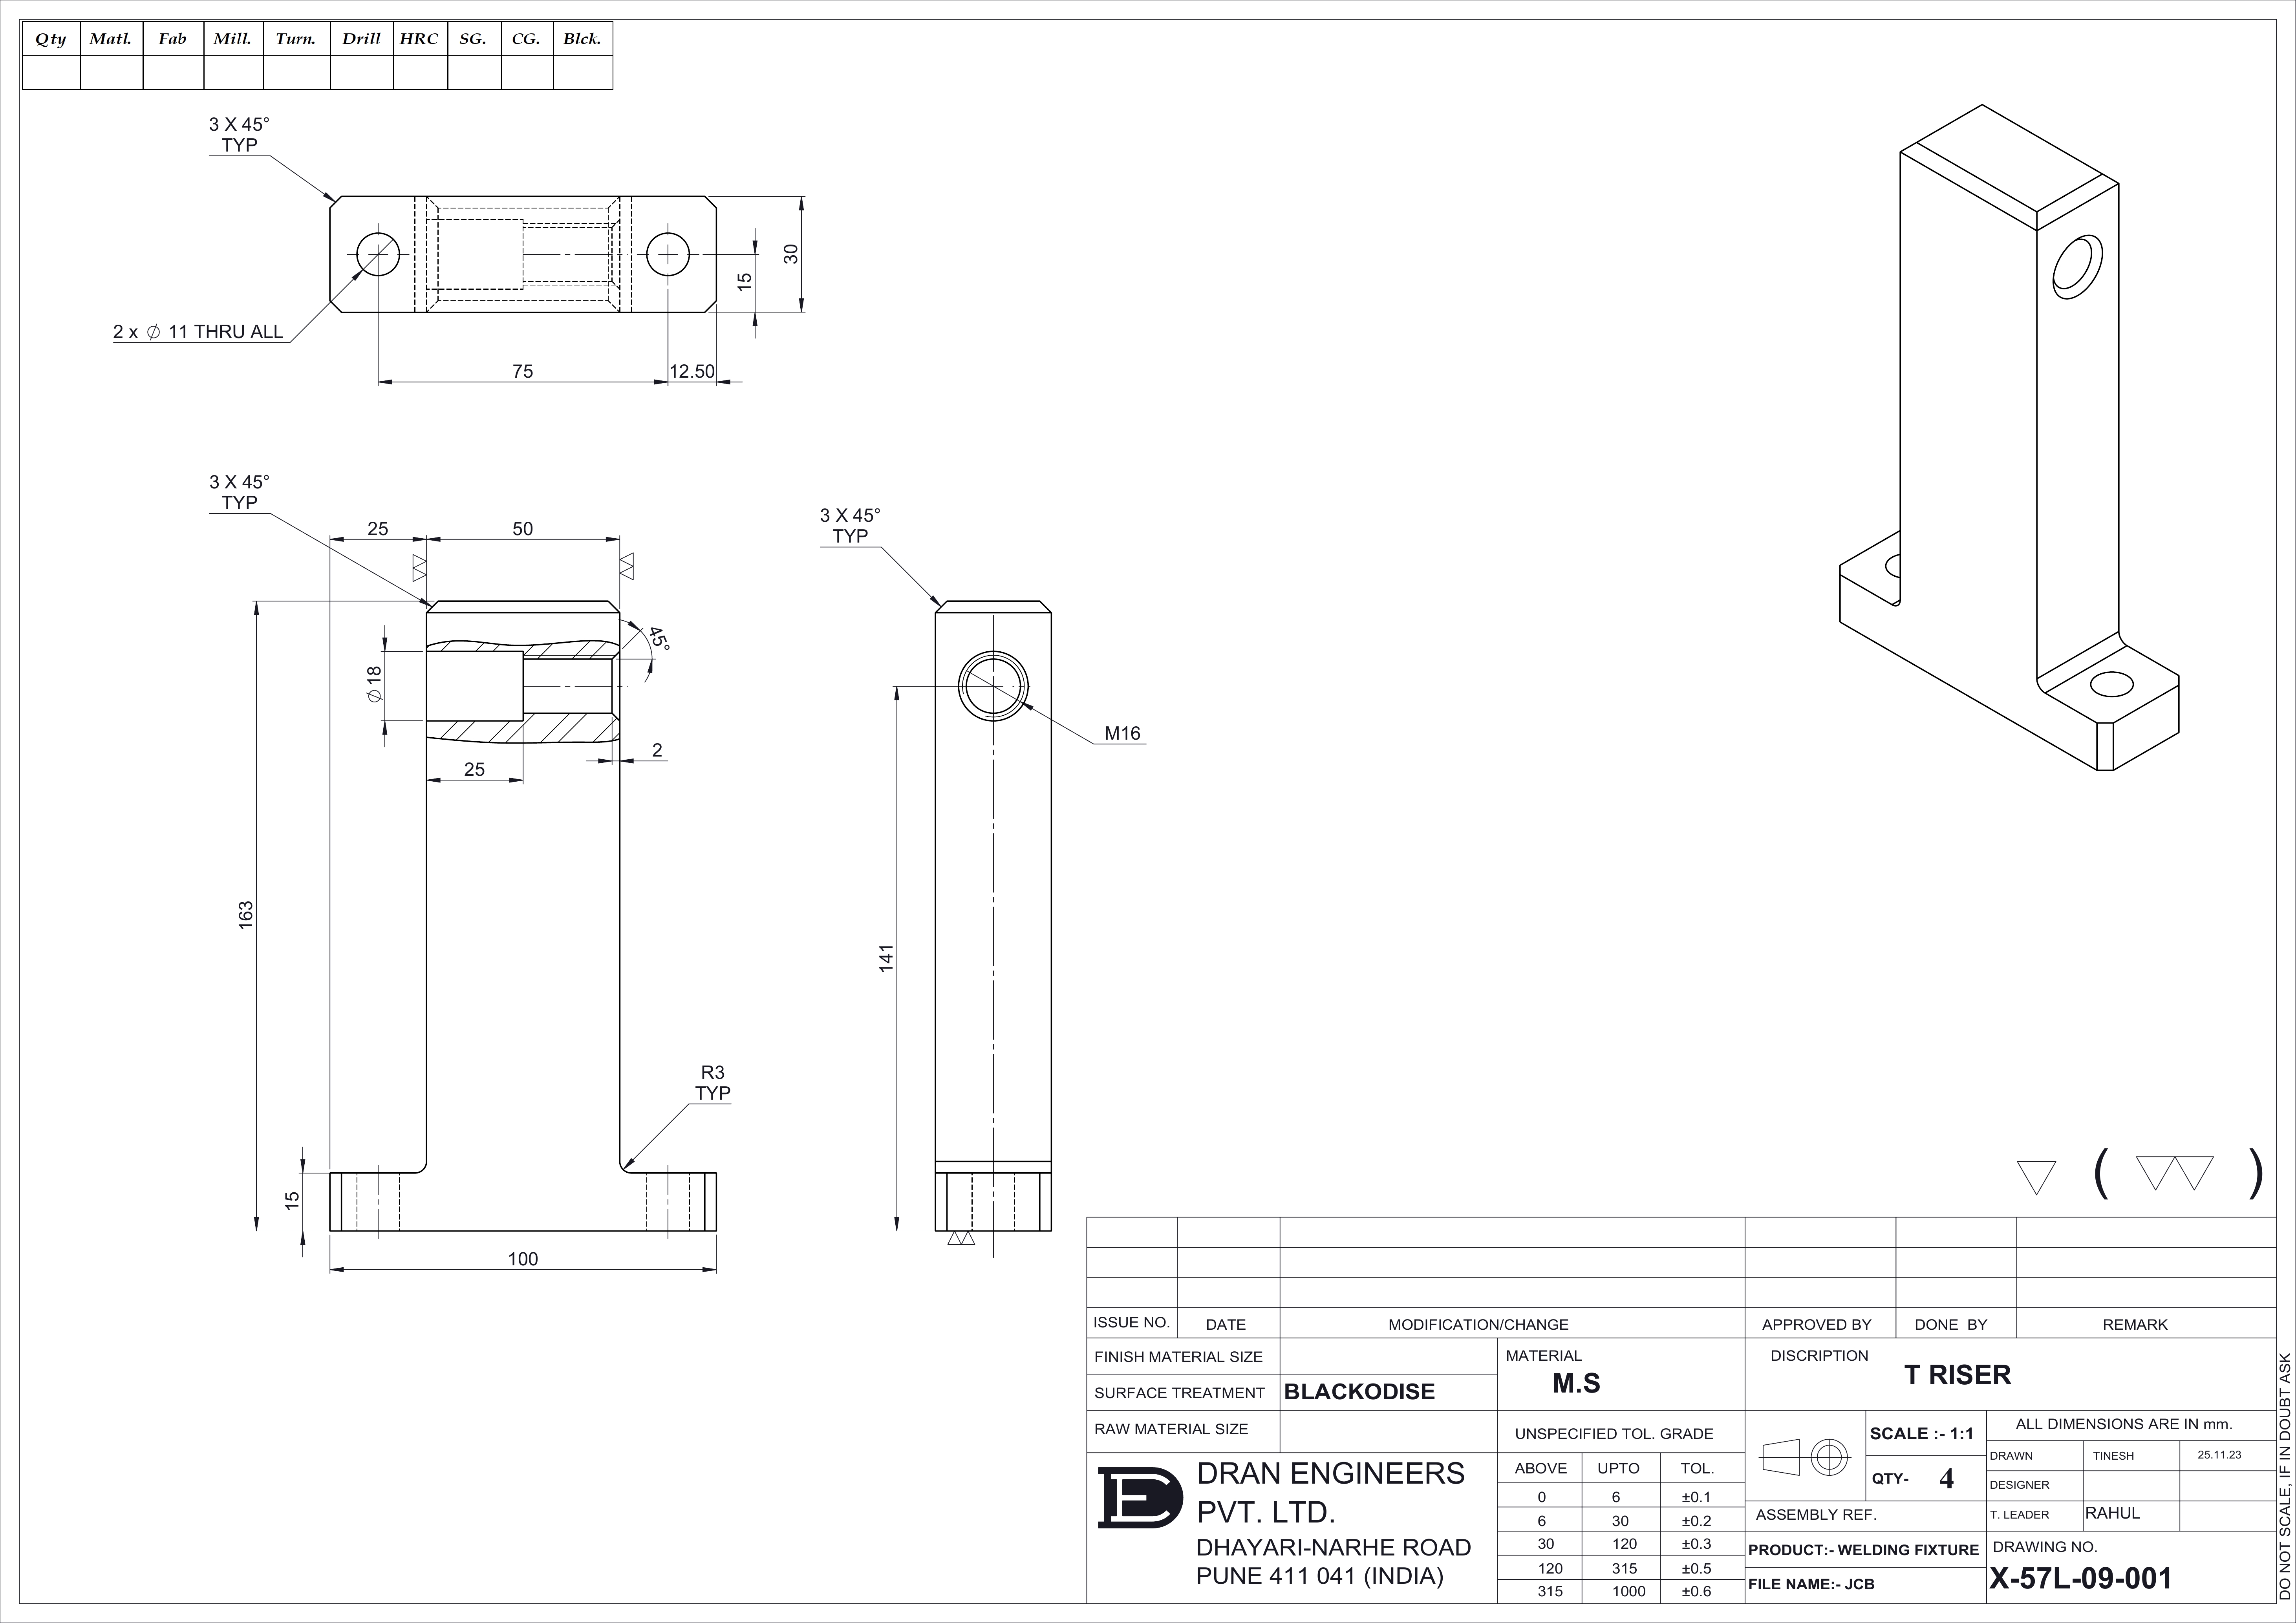 Qty Matl. Fab Mill. Turn. Drill HRC SG. CG. Blck.
3 X 45°
TYP
2 x ∅ 11 THRU ALL
75
12.50
15
30
3 X 45°
TYP
25
50
45°
∅18
25
2
163
R3
TYP
15
100
3 X 45°
TYP
M16
141
( )
ISSUE NO. DATE MODIFICATION/CHANGE APPROVED BY DONE BY REMARK
FINISH MATERIAL SIZE
SURFACE TREATMENT BLACKODISE
RAW MATERIAL SIZE
MATERIAL
M.S
DISCRIPTION
T RISER
UNSPECIFIED TOL. GRADE
ABOVE UPTO TOL.
0 6 ±0.1
6 30 ±0.2
30 120 ±0.3
120 315 ±0.5
315 1000 ±0.6
DE
DRAN ENGINEERS
PVT. LTD.
DHAYARI-NARHE ROAD
PUNE 411 041 (INDIA)
SCALE :- 1:1
QTY- 4
ALL DIMENSIONS ARE IN mm.
DRAWN TINESH 25.11.23
DESIGNER
T. LEADER RAHUL
ASSEMBLY REF.
PRODUCT:- WELDING FIXTURE
FILE NAME:- JCB
DRAWING NO.
X-57L-09-001
DO NOT SCALE, IF IN DOUBT ASK